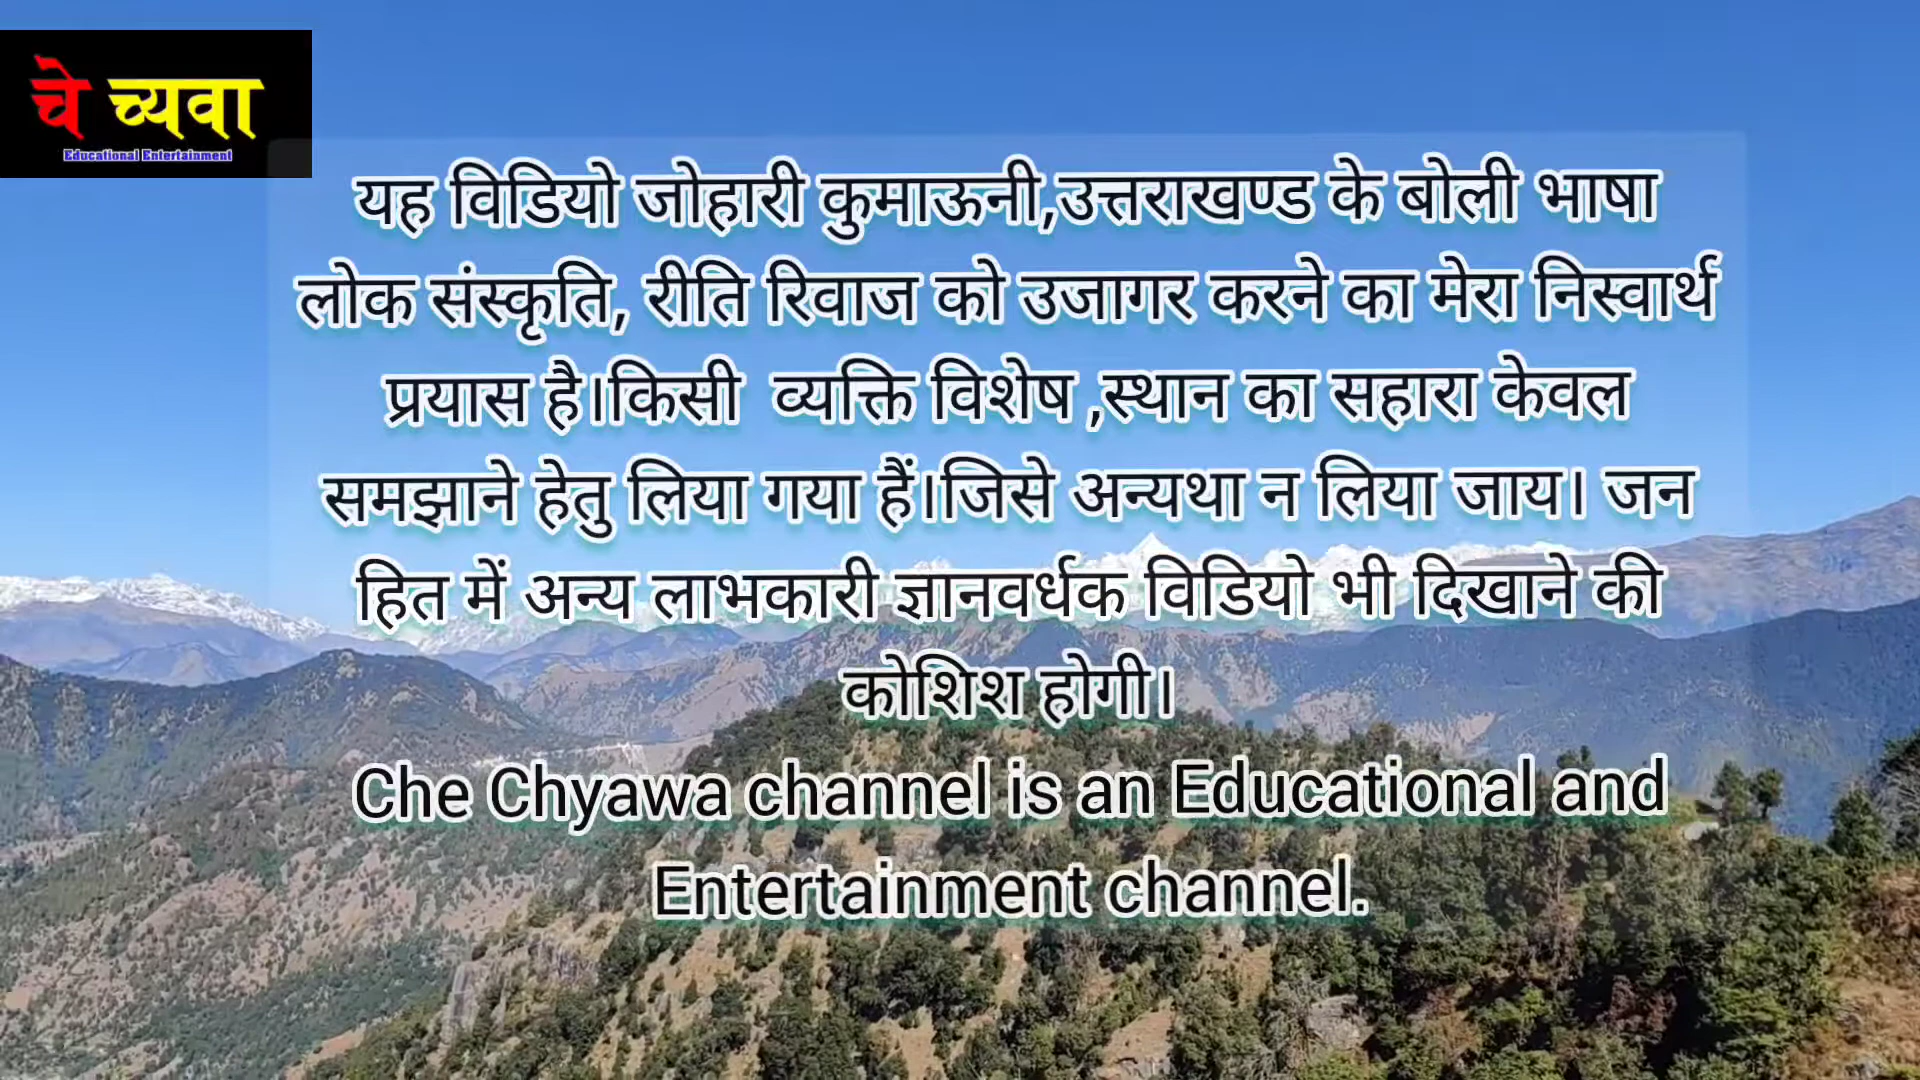 चे च्यवा
Educational Entertainment
यह विडियो जोहारी कुमाऊनी,उत्तराखण्ड के बोली भाषा
लोक संस्कृति, रीति रिवाज को उजागर करने का मेरा निस्वार्थ
प्रयास है।किसी व्यक्ति विशेष ,स्थान का सहारा केवल
समझाने हेतु लिया गया हैं।जिसे अन्यथा न लिया जाय। जन
हित में अन्य लाभकारी ज्ञानवर्धक विडियो भी दिखाने की
कोशिश होगी।
Che Chyawa channel is an Educational and
Entertainment channel.